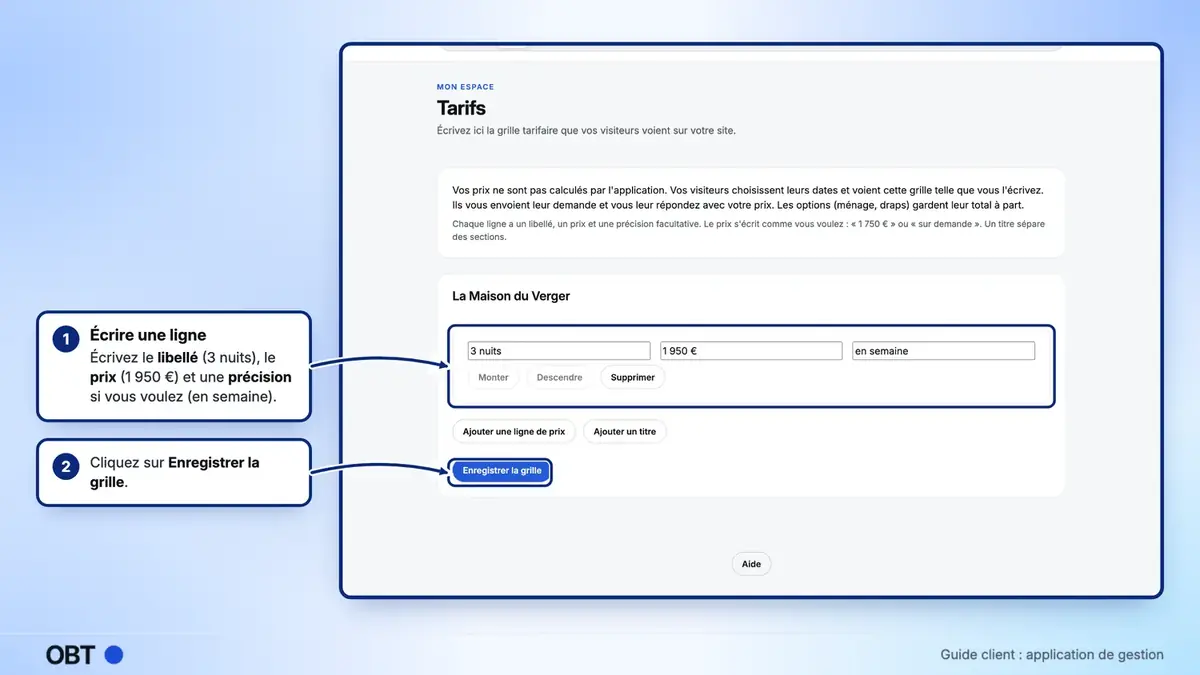 MON ESPACE
Tarifs
Écrivez ici la grille tarifaire que vos visiteurs voient sur votre site.
Vos prix ne sont pas calculés par l'application. Vos visiteurs choisissent leurs dates et voient cette grille telle que vous l'écrivez.
Ils vous envoient leur demande et vous leur répondez avec votre prix. Les options (ménage, draps) gardent leur total à part.
Chaque ligne a un libellé, un prix et une précision facultative. Le prix s'écrit comme vous voulez : « 1 750 € » ou « sur demande ». Un titre sépare
des sections.
La Maison du Verger
3 nuits
1 950 €
en semaine
Monter
Descendre
Supprimer
Ajouter une ligne de prix
Ajouter un titre
Enregistrer la grille
Aide
1
Écrire une ligne
Écrivez le libellé (3 nuits), le
prix (1 950 €) et une précision
si vous voulez (en semaine).
2
Cliquez sur Enregistrer la
grille.
OBT
Guide client : application de gestion